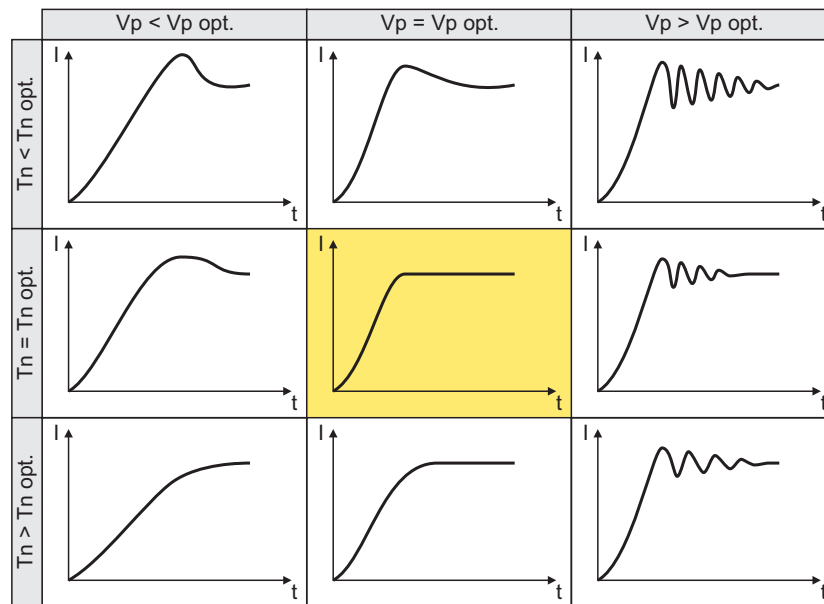 Vp < Vp opt.
Vp = Vp opt.
Vp > Vp opt.
Tn < Tn opt.
I
t
I
t
I
t
Tn = Tn opt.
I
t
I
t
I
t
Tn > Tn opt.
I
t
I
t
I
t